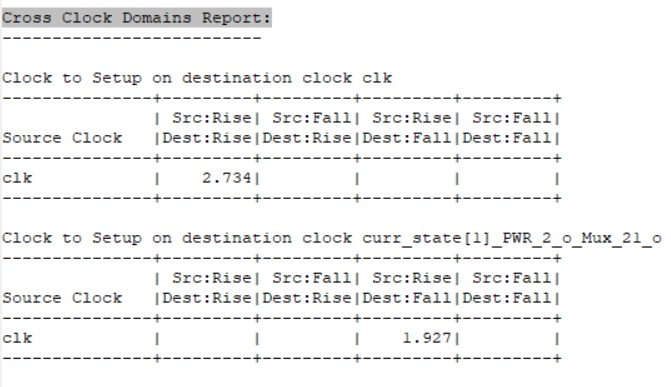 Cross Clock Domains Report:
--------------------------
Clock to Setup on destination clock clk
---------------+---------+---------+---------+---------+
               | Src:Rise| Src:Fall| Src:Rise| Src:Fall|
Source Clock   |Dest:Rise|Dest:Rise|Dest:Fall|Dest:Fall|
---------------+---------+---------+---------+---------+
clk            |    2.734|         |         |         |
---------------+---------+---------+---------+---------+
Clock to Setup on destination clock curr_state[1]_PWR_2_o_Mux_21_o
---------------+---------+---------+---------+---------+
               | Src:Rise| Src:Fall| Src:Rise| Src:Fall|
Source Clock   |Dest:Rise|Dest:Rise|Dest:Fall|Dest:Fall|
---------------+---------+---------+---------+---------+
clk            |         |         |    1.927|         |
---------------+---------+---------+---------+---------+